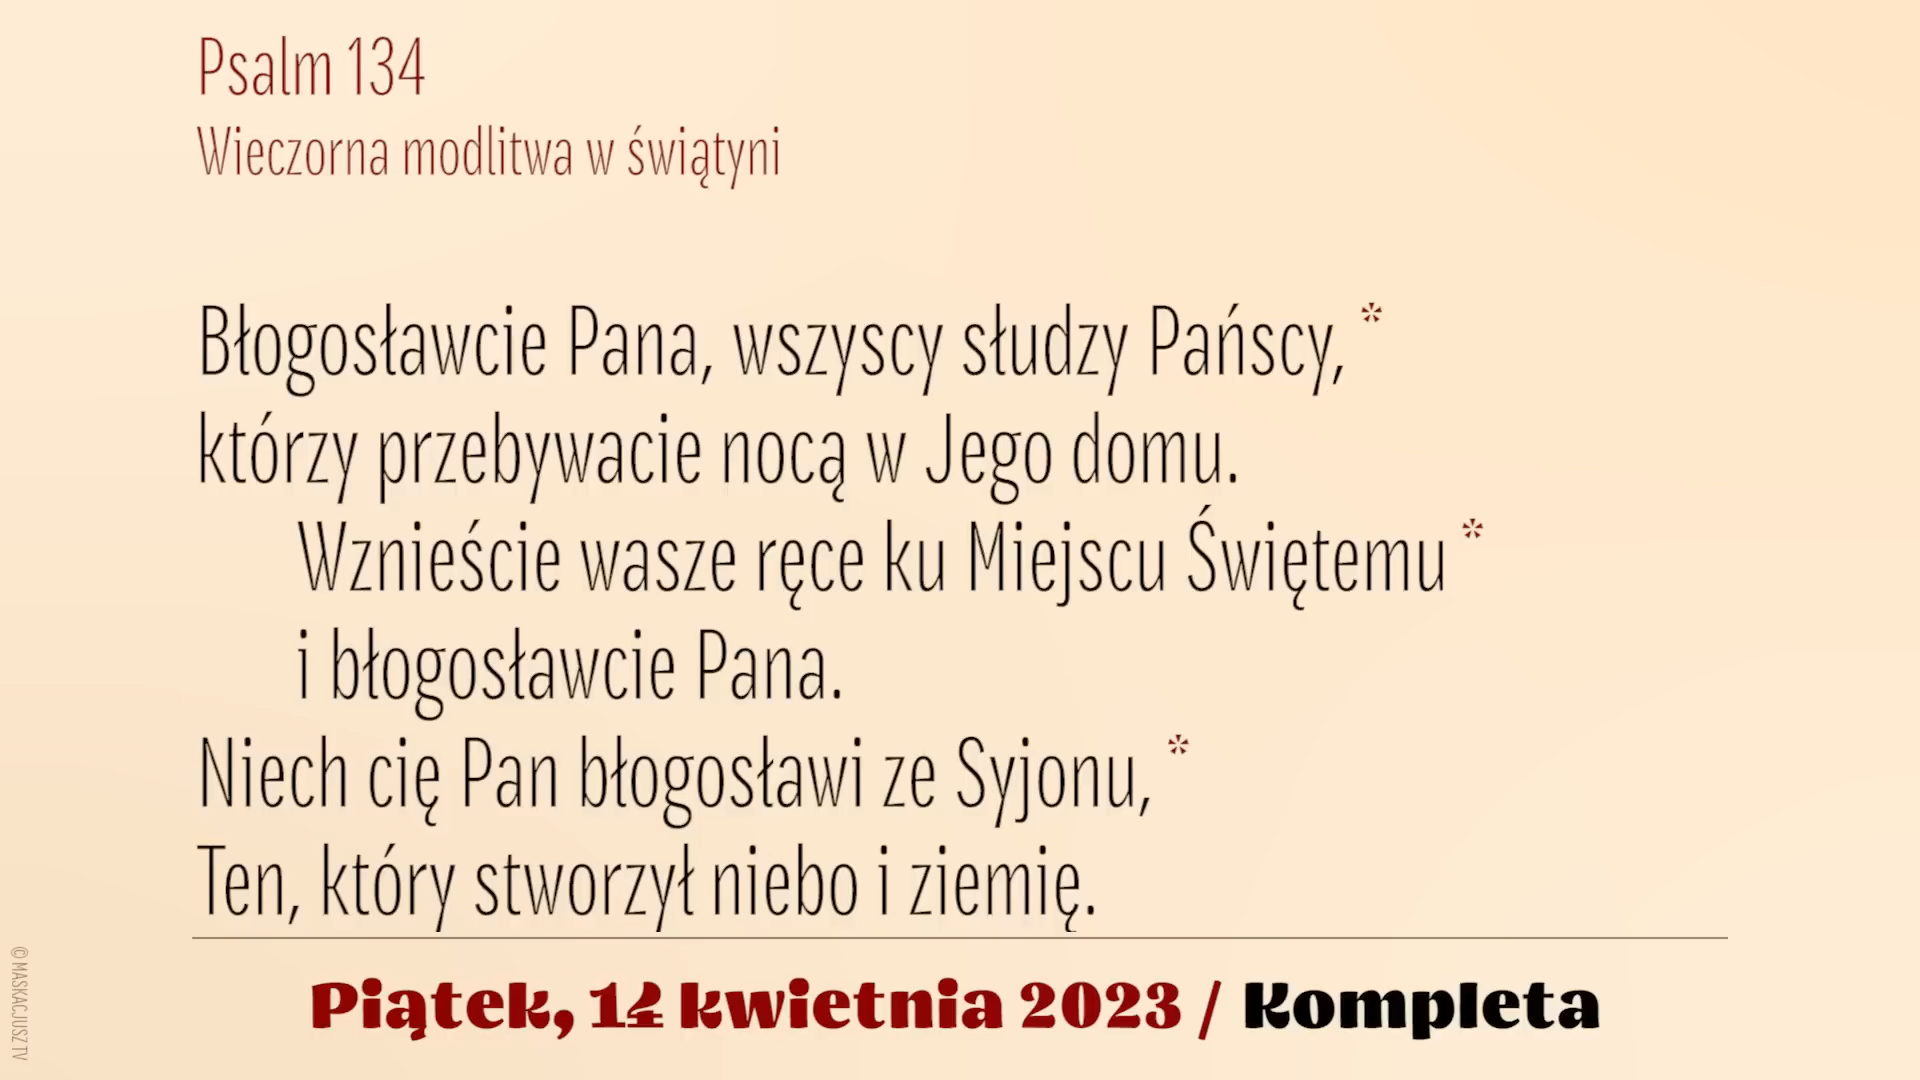 Psalm 134
Wieczorna modlitwa w świątyni
Błogosławcie Pana, wszyscy słudzy Pańscy, *
którzy przebywacie nocą w Jego domu.
Wznieście wasze ręce ku Miejscu Świętemu *
i błogosławcie Pana.
Niech cię Pan błogosławi ze Syjonu, *
Ten, który stworzył niebo i ziemię.
Piątek, 14 kwietnia 2023 / Kompleta
© MASKACJUSZ TV